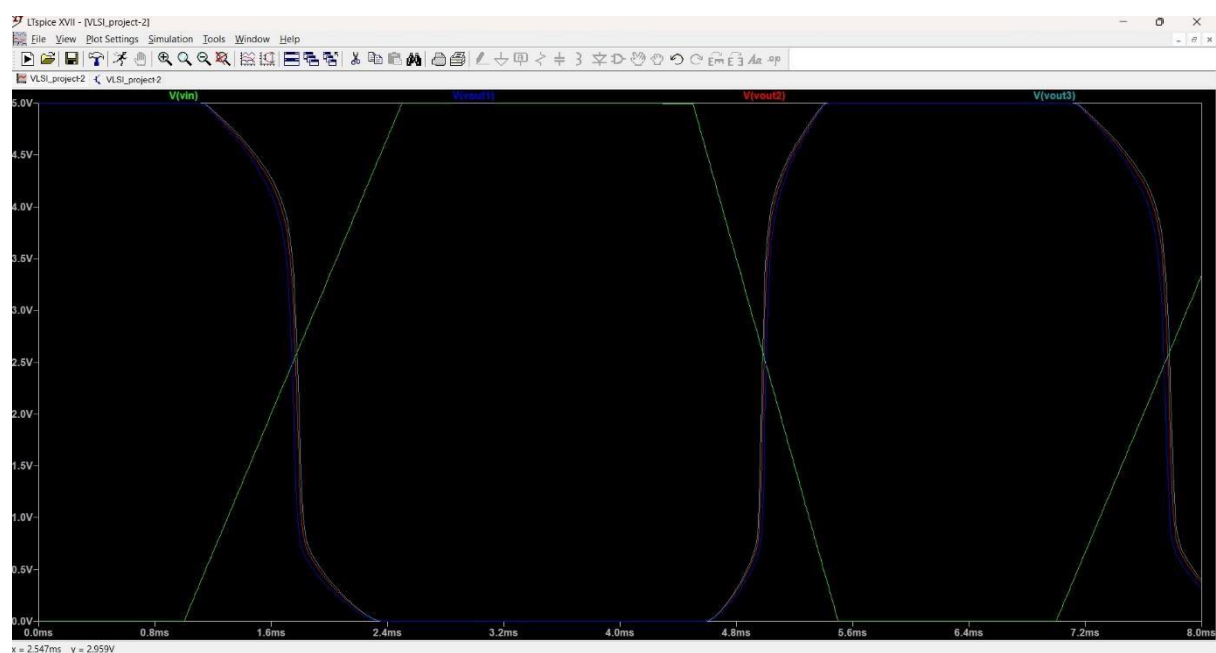 LTspice XVII - [VLSI_project-2]
File View Plot Settings Simulation Tools Window Help
VLSI_project-2 VLSI_project-2
V(vin) V(vout1) V(vout2) V(vout3)
5.0V
4.5V
4.0V
3.5V
3.0V
2.5V
2.0V
1.5V
1.0V
0.5V
0.0V
0.0ms 0.8ms 1.6ms 2.4ms 3.2ms 4.0ms 4.8ms 5.6ms 6.4ms 7.2ms 8.0ms
x = 2.547ms y = 2.959V